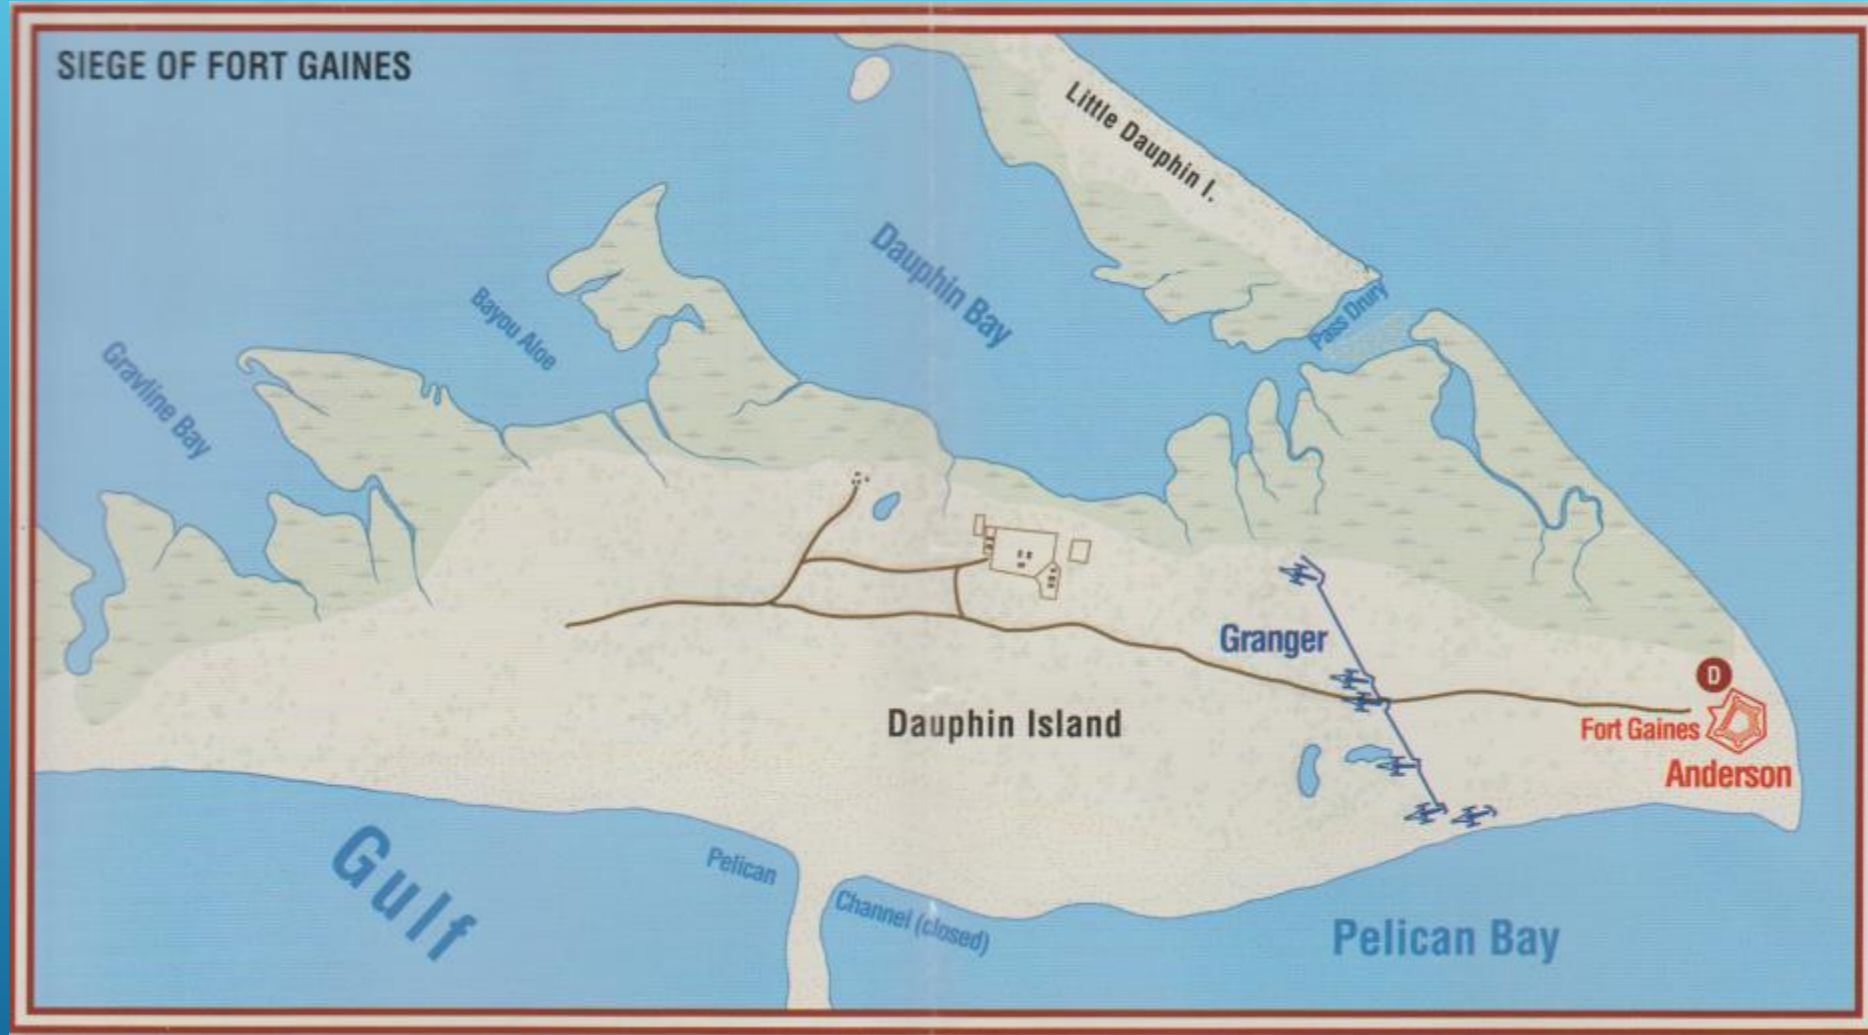 SIEGE OF FORT GAINES
Little Dauphin I.
Dauphin Bay
Bayou Aloe
Pass Drury
Gravline Bay
Granger
D
Dauphin Island
Fort Gaines
Anderson
Gulf
Pelican
Channel (closed)
Pelican Bay